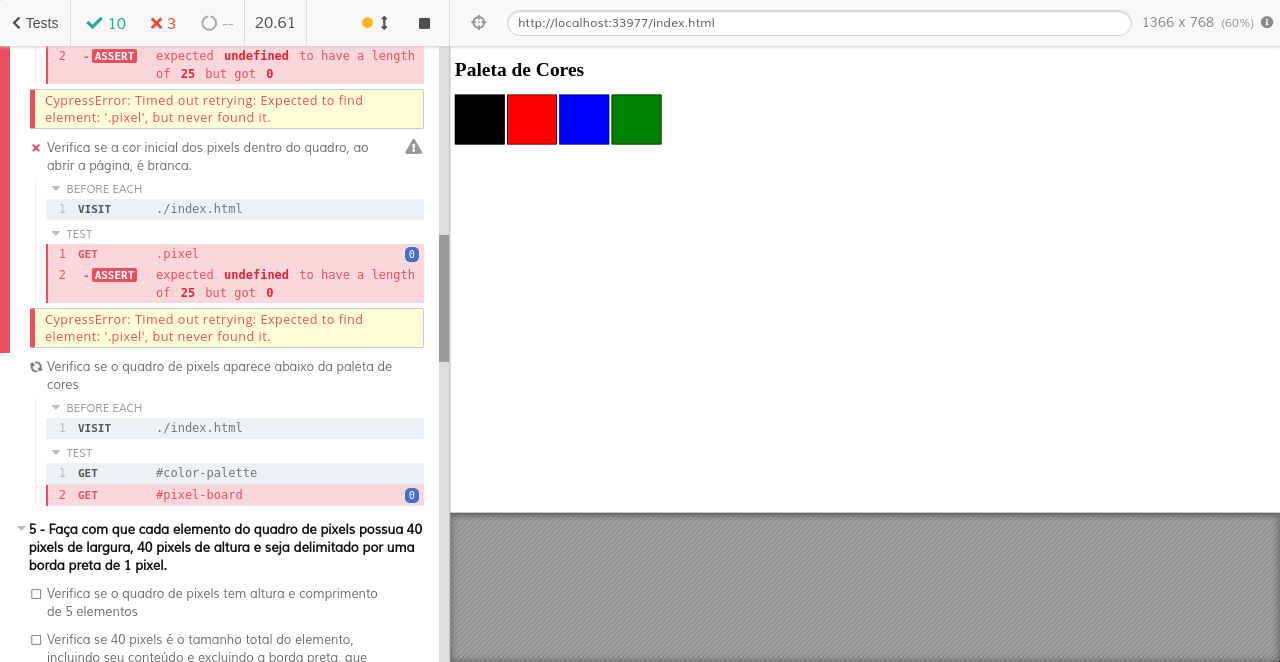 Tests
10
3
--
20.61
http://localhost:33977/index.html
1366 x 768 (60%)
2 - ASSERT expected undefined to have a length
of 25 but got 0
CypressError: Timed out retrying: Expected to find
element: '.pixel', but never found it.
Verifica se a cor inicial dos pixels dentro do quadro, ao
abrir a página, é branca.
BEFORE EACH
1 VISIT ./index.html
TEST
1 GET .pixel 0
2 - ASSERT expected undefined to have a length
of 25 but got 0
CypressError: Timed out retrying: Expected to find
element: '.pixel', but never found it.
Verifica se o quadro de pixels aparece abaixo da paleta de
cores
BEFORE EACH
1 VISIT ./index.html
TEST
1 GET #color-palette
2 GET #pixel-board 0
5 - Faça com que cada elemento do quadro de pixels possua 40
pixels de largura, 40 pixels de altura e seja delimitado por uma
borda preta de 1 pixel.
Verifica se o quadro de pixels tem altura e comprimento
de 5 elementos
Verifica se 40 pixels é o tamanho total do elemento,
incluindo seu conteúdo e excluindo a borda preta, que
Paleta de Cores